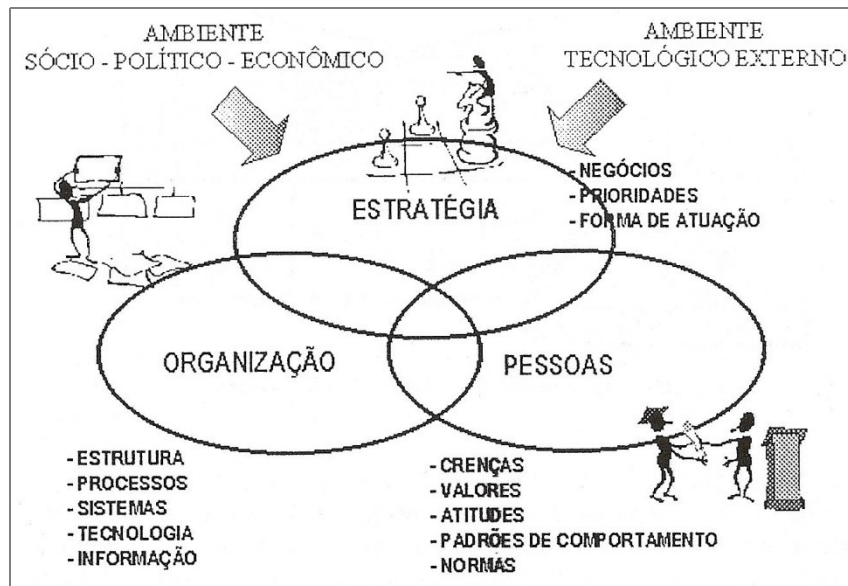 AMBIENTE
SÓCIO - POLÍTICO - ECONÔMICO
AMBIENTE
TECNOLÓGICO EXTERNO
ESTRATÉGIA
- NEGÓCIOS
- PRIORIDADES
- FORMA DE ATUAÇÃO
ORGANIZAÇÃO
PESSOAS
- ESTRUTURA
- PROCESSOS
- SISTEMAS
- TECNOLOGIA
- INFORMAÇÃO
- CRENÇAS
- VALORES
- ATITUDES
- PADRÕES DE COMPORTAMENTO
- NORMAS